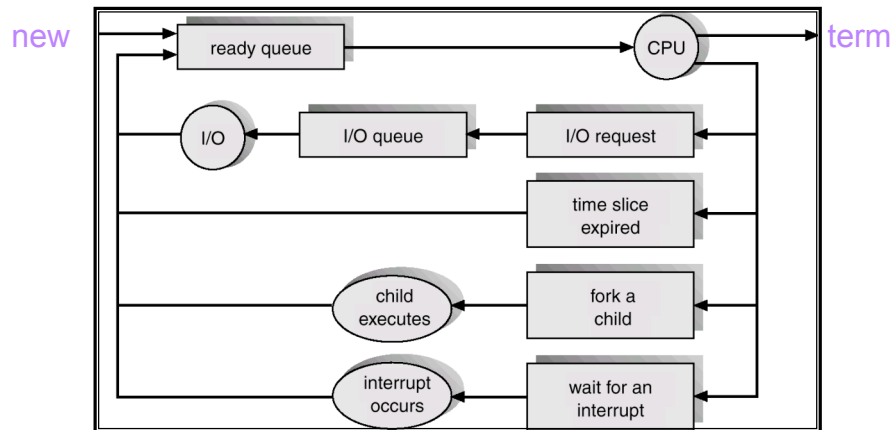 new
ready queue
CPU
term
I/O
I/O queue
I/O request
time slice
expired
child
executes
fork a
child
interrupt
occurs
wait for an
interrupt